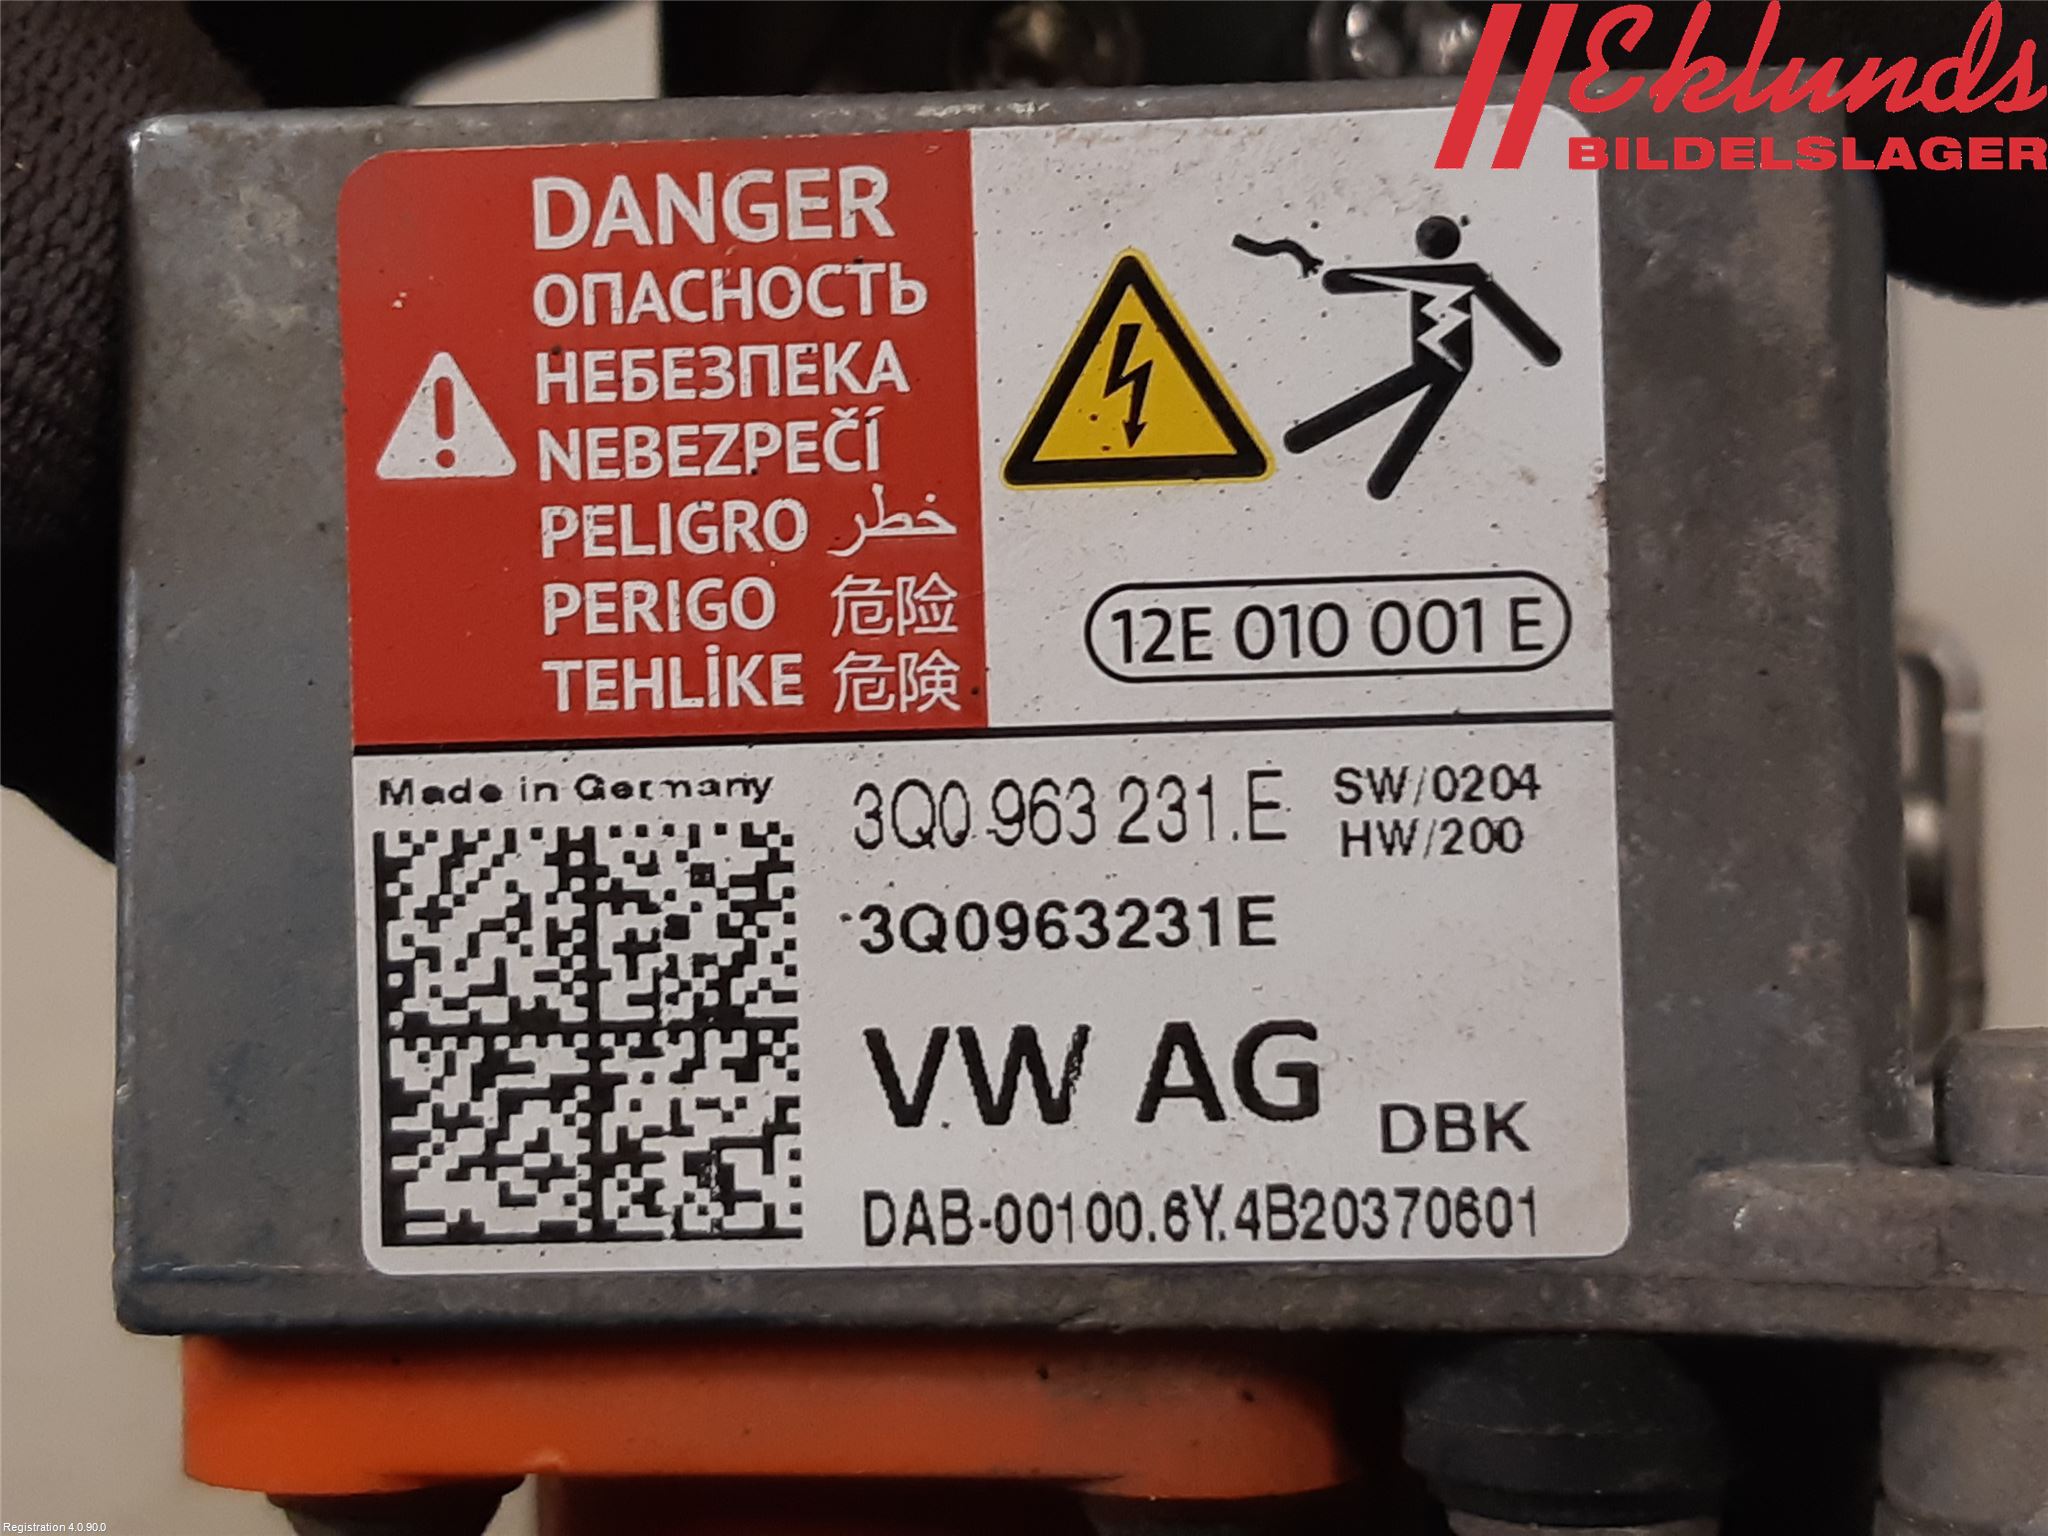 Eklunds
BILDELSLAGER
DANGER
ОПАСНОСТЬ
НЕБЕЗПЕКА
NEBEZPEČÍ
PELIGRO خطر
PERIGO 危险
TEHLİKE 危険
12E 010 001 E
Made in Germany
3Q0.963 231.E
SW/0204
HW/200
3Q0963231E
VW AG
DBK
DAB-00100.6Y.4B20370601
Registration 4.0.90.0